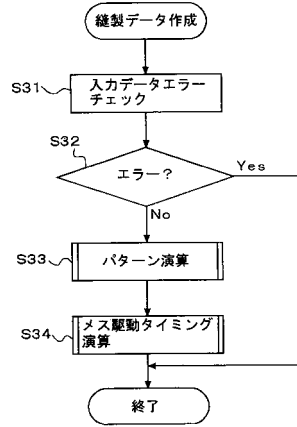 縫製データ作成
S31
入力データエラー
チェック
S32
エラー?
Yes
No
S33
パターン演算
S34
メス駆動タイミング
演算
終了